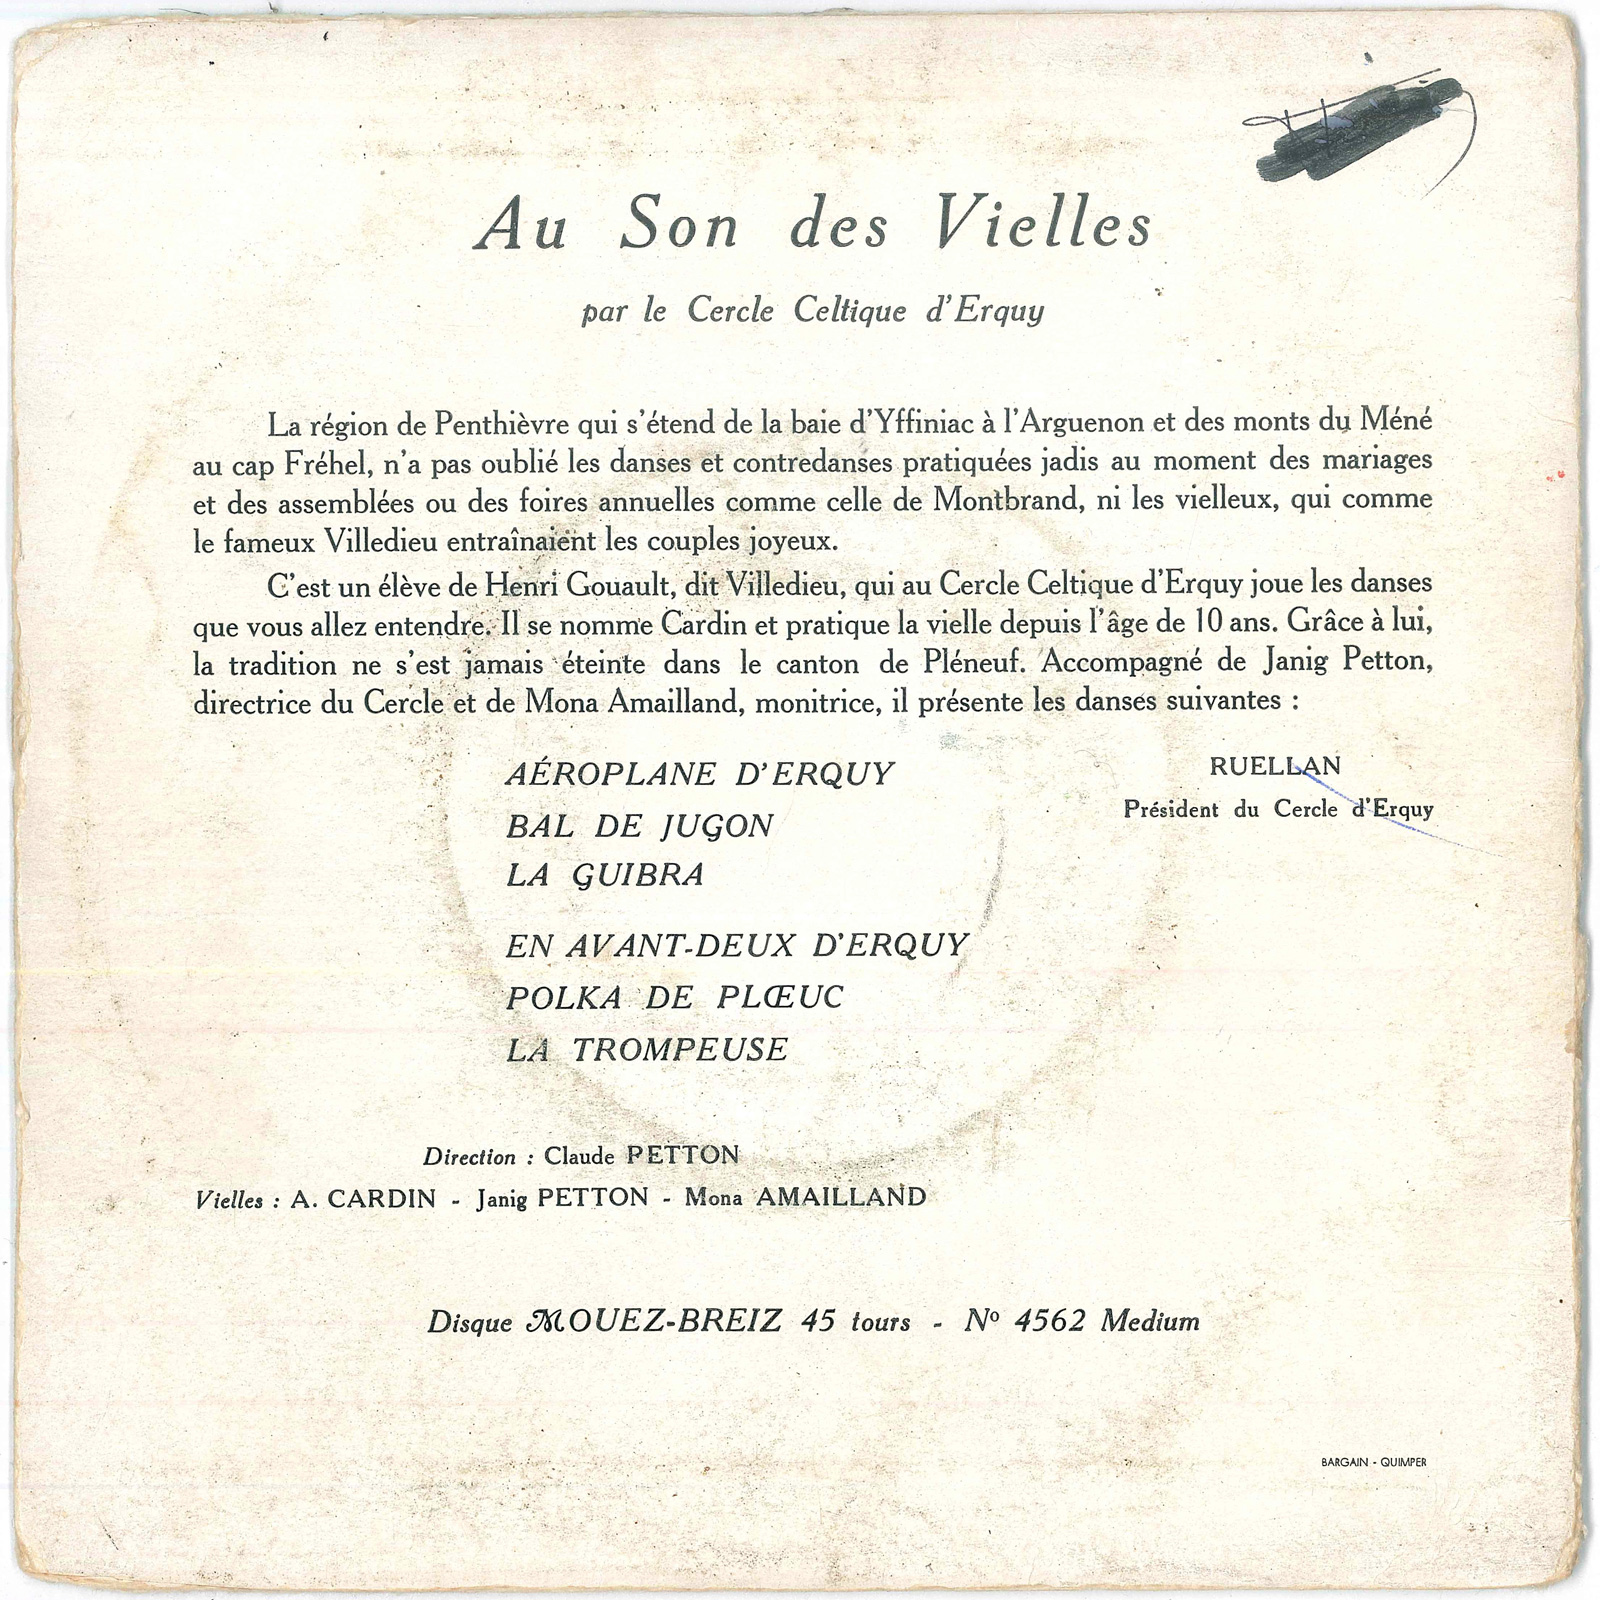 Au Son des Vielles
par le Cercle Celtique d'Erquy
La région de Penthièvre qui s'étend de la baie d'Yffiniac à l'Arguenon et des monts du Méné
au cap Fréhel, n'a pas oublié les danses et contredanses pratiquées jadis au moment des mariages
et des assemblées ou des foires annuelles comme celle de Montbrand, ni les vielleux, qui comme
le fameux Villedieu entraînaient les couples joyeux.
C'est un élève de Henri Gouault, dit Villedieu, qui au Cercle Celtique d'Erquy joue les danses
que vous allez entendre. Il se nomme Cardin et pratique la vielle depuis l'âge de 10 ans. Grâce à lui,
la tradition ne s'est jamais éteinte dans le canton de Pléneuf. Accompagné de Janig Petton,
directrice du Cercle et de Mona Amailland, monitrice, il présente les danses suivantes :
AÉROPLANE D'ERQUY
BAL DE JUGON
LA GUIBRA
EN AVANT-DEUX D'ERQUY
POLKA DE PLŒUC
LA TROMPEUSE
RUELLAN
Président du Cercle d'Erquy
Direction : Claude PETTON
Vielles : A. CARDIN - Janig PETTON - Mona AMAILLAND
Disque MOUEZ-BREIZ 45 tours - Nº 4562 Medium
BARGAIN - QUIMPER